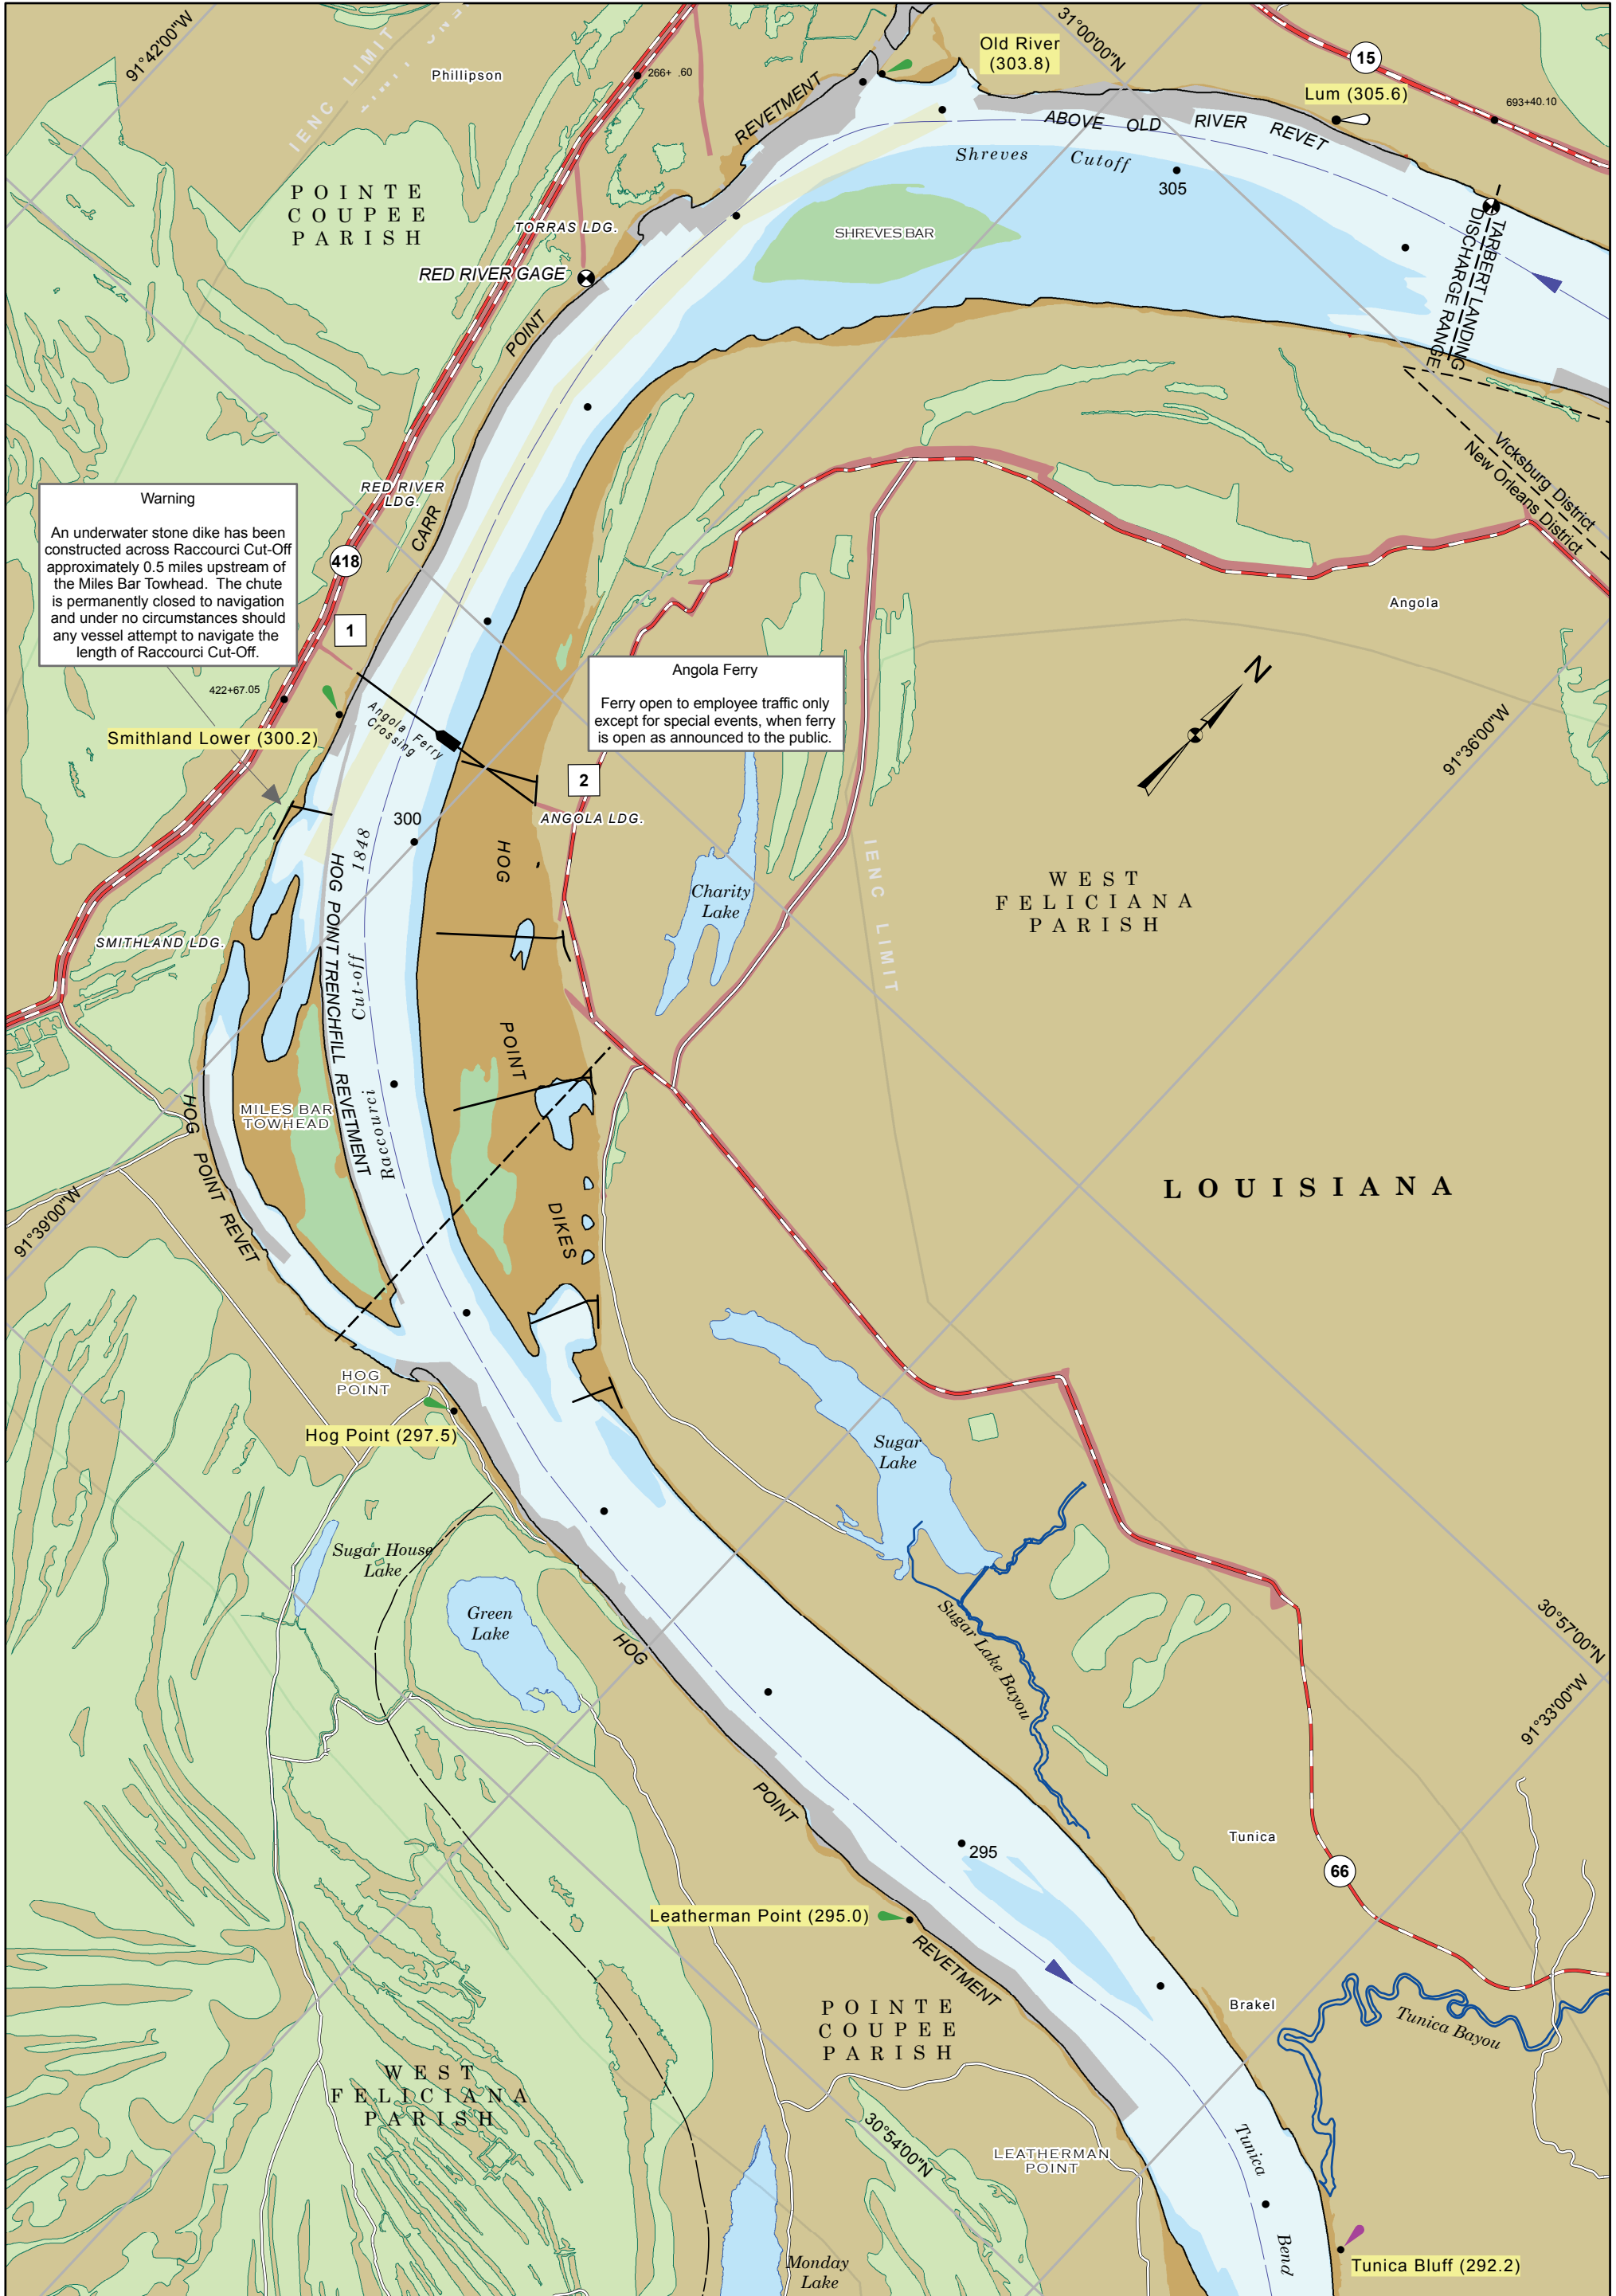 91°42'00"W
IENC LIMIT
Phillipson
266+ .60
REVETMENT
Old River
(303.8)
31°00'00"N
15
Lum (305.6)
693+40.10
ABOVE OLD RIVER REVET
Shreves Cutoff
305
POINTE
COUPEE
PARISH
TORRAS LDG.
SHREVES BAR
RED RIVER GAGE
TARBERT LANDING
DISCHARGE RANGE
POINT
CARR
Vicksburg District
New Orleans District
RED RIVER
LDG.
Warning
An underwater stone dike has been
constructed across Raccourci Cut-Off
approximately 0.5 miles upstream of
the Miles Bar Towhead. The chute
is permanently closed to navigation
and under no circumstances should
any vessel attempt to navigate the
length of Raccourci Cut-Off.
418
1
Angola
Angola Ferry
Ferry open to employee traffic only
except for special events, when ferry
is open as announced to the public.
N
422+67.05
Smithland Lower (300.2)
Angola Ferry
Crossing
91°36'00"W
2
ANGOLA LDG.
300
1848
HOG
Charity
Lake
IENC LIMIT
WEST
FELICIANA
PARISH
SMITHLAND LDG.
HOG POINT TRENCHFILL REVETMENT
Raccourci Cut-off
POINT
MILES BAR
TOWHEAD
HOG POINT REVET
LOUISIANA
91°39'00"W
DIKES
HOG
POINT
Hog Point (297.5)
Sugar
Lake
Sugar House
Lake
Green
Lake
HOG
Sugar Lake Bayou
30°57'00"N
91°33'00"W
POINT
Tunica
295
66
Leatherman Point (295.0)
REVETMENT
Brakel
Tunica Bayou
POINTE
COUPEE
PARISH
WEST
FELICIANA
PARISH
30°54'00"N
LEATHERMAN
POINT
Tunica
Bend
Monday
Lake
Tunica Bluff (292.2)